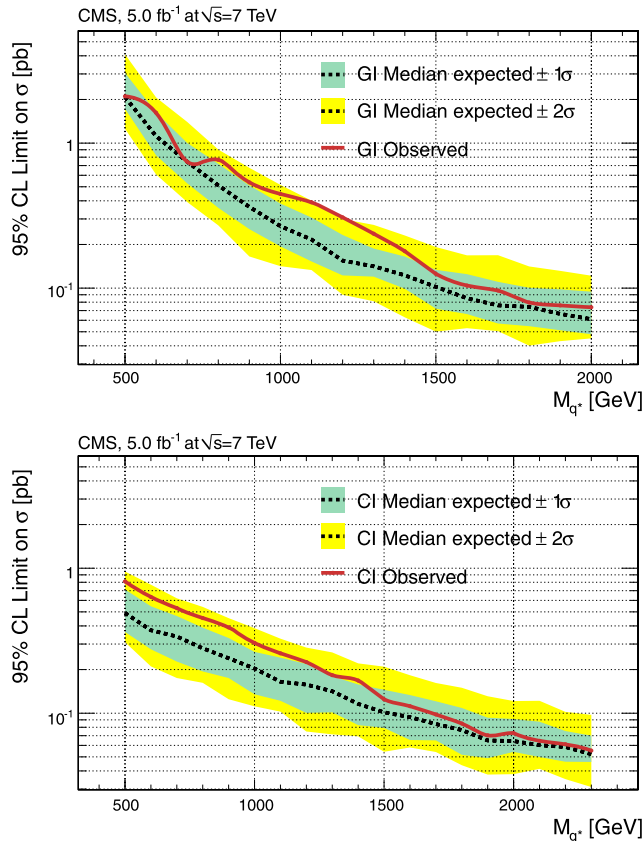 CMS, 5.0 fb⁻¹ at √s=7 TeV
95% CL Limit on σ [pb]
GI Median expected ± 1σ
GI Median expected ± 2σ
GI Observed
1
10⁻¹
500 1000 1500 2000
M_q* [GeV]
CMS, 5.0 fb⁻¹ at √s=7 TeV
95% CL Limit on σ [pb]
CI Median expected ± 1σ
CI Median expected ± 2σ
CI Observed
1
10⁻¹
500 1000 1500 2000
M_q* [GeV]